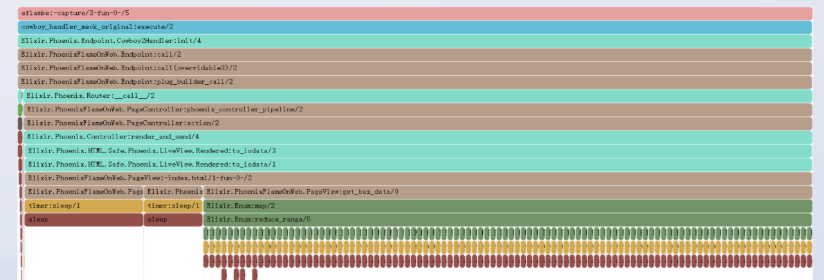 eflambe:-capture/3-fun-0-/5
cowboy_handler_meck_original:execute/2
Elixir.Phoenix.Endpoint.Cowboy2Handler:init/4
Elixir.PhoenixFlameOnWeb.Endpoint:call/2
Elixir.PhoenixFlameOnWeb.Endpoint:call(overridable3)/2
Elixir.PhoenixFlameOnWeb.Endpoint:plug_builder_call/2
Elixir.Phoenix.Router:__call__/2
Elixir.PhoenixFlameOnWeb.PageController:phoenix_controller_pipeline/2
Elixir.PhoenixFlameOnWeb.PageController:action/2
Elixir.Phoenix.Controller:render_and_send/4
Elixir.Phoenix.HTML.Safe.Phoenix.LiveView.Rendered:to_iodata/3
Elixir.Phoenix.HTML.Safe.Phoenix.LiveView.Rendered:to_iodata/1
Elixir.PhoenixFlameOnWeb.PageView:-index.html/1-fun-0-/2
Elixir.PhoenixFlameOnWeb.Page Elixir.Phoenix Elixir.PhoenixFlameOnWeb.PageView:get_baz_data/0
timer:sleep/1 timer:sleep/1 Elixir.Enum:map/2
sleep sleep Elixir.Enum:reduce_range/5